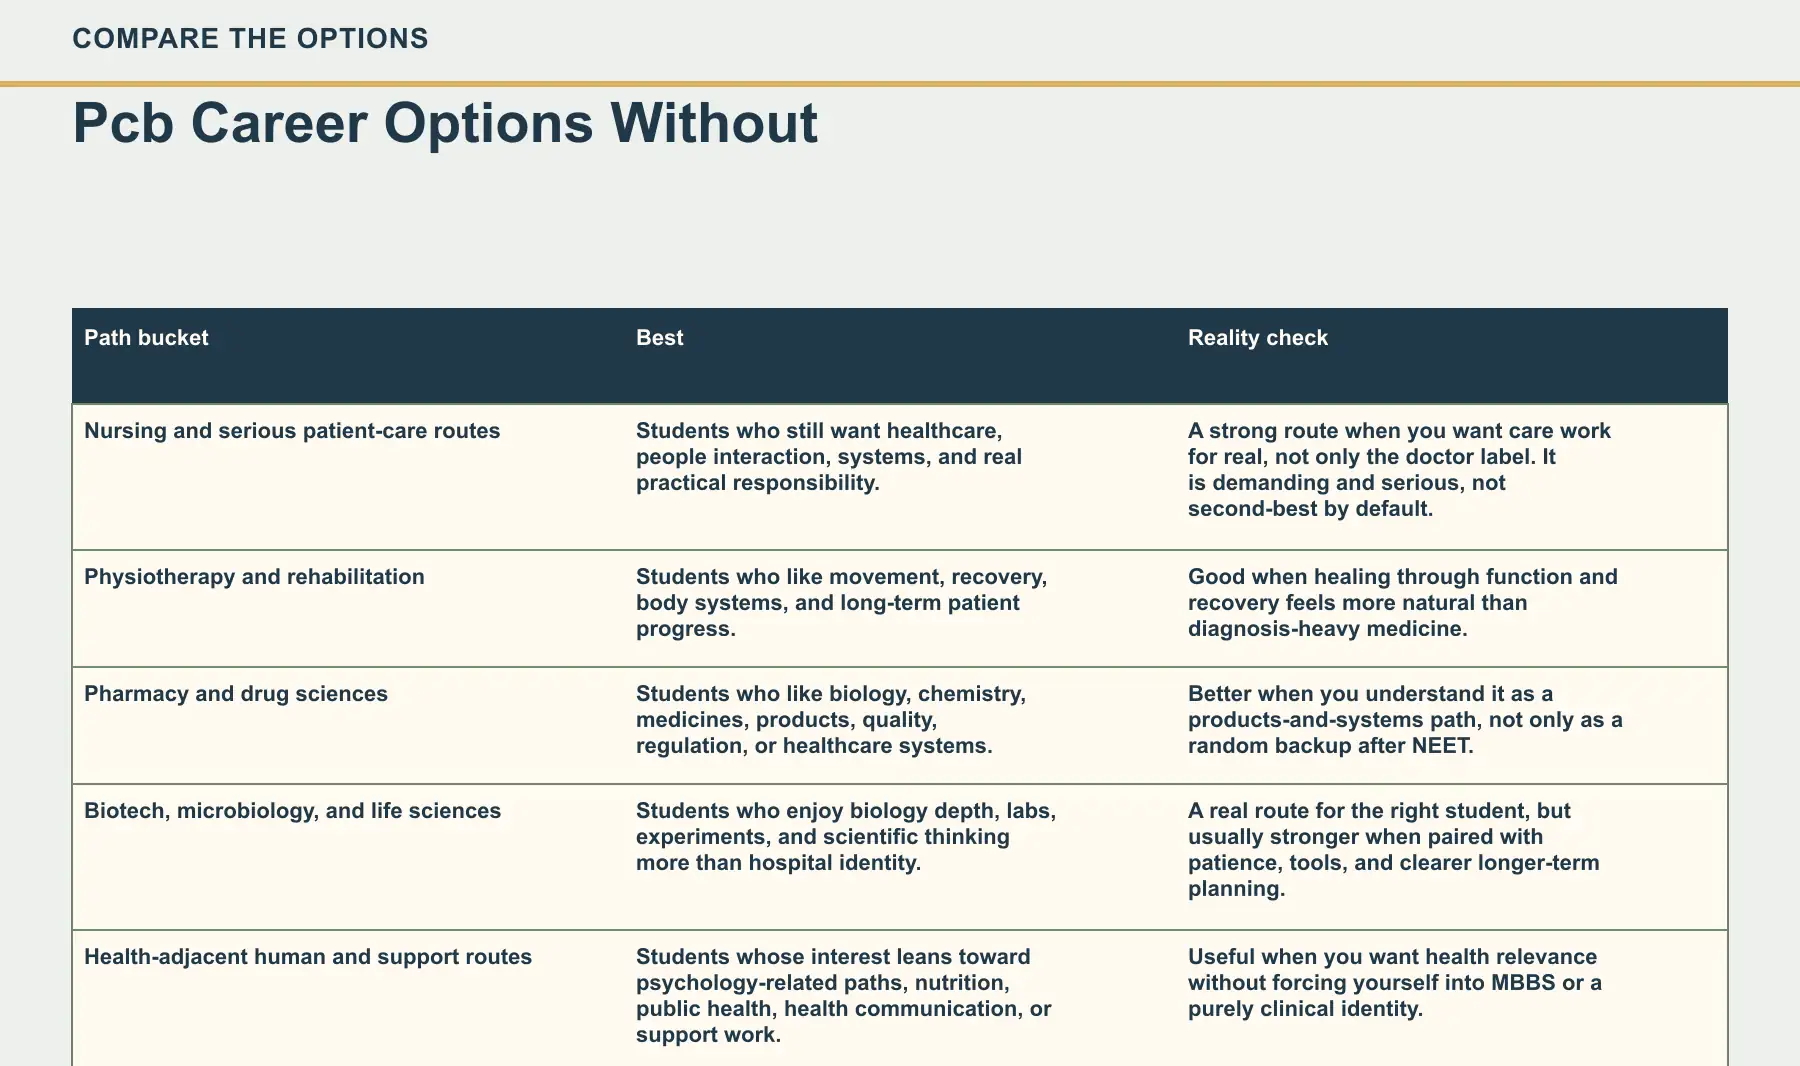 COMPARE THE OPTIONS
Pcb Career Options Without
Path bucket
Best
Reality check
Nursing and serious patient-care routes
Students who still want healthcare,
people interaction, systems, and real
practical responsibility.
A strong route when you want care work
for real, not only the doctor label. It
is demanding and serious, not
second-best by default.
Physiotherapy and rehabilitation
Students who like movement, recovery,
body systems, and long-term patient
progress.
Good when healing through function and
recovery feels more natural than
diagnosis-heavy medicine.
Pharmacy and drug sciences
Students who like biology, chemistry,
medicines, products, quality,
regulation, or healthcare systems.
Better when you understand it as a
products-and-systems path, not only as a
random backup after NEET.
Biotech, microbiology, and life sciences
Students who enjoy biology depth, labs,
experiments, and scientific thinking
more than hospital identity.
A real route for the right student, but
usually stronger when paired with
patience, tools, and clearer longer-term
planning.
Health-adjacent human and support routes
Students whose interest leans toward
psychology-related paths, nutrition,
public health, health communication, or
support work.
Useful when you want health relevance
without forcing yourself into MBBS or a
purely clinical identity.